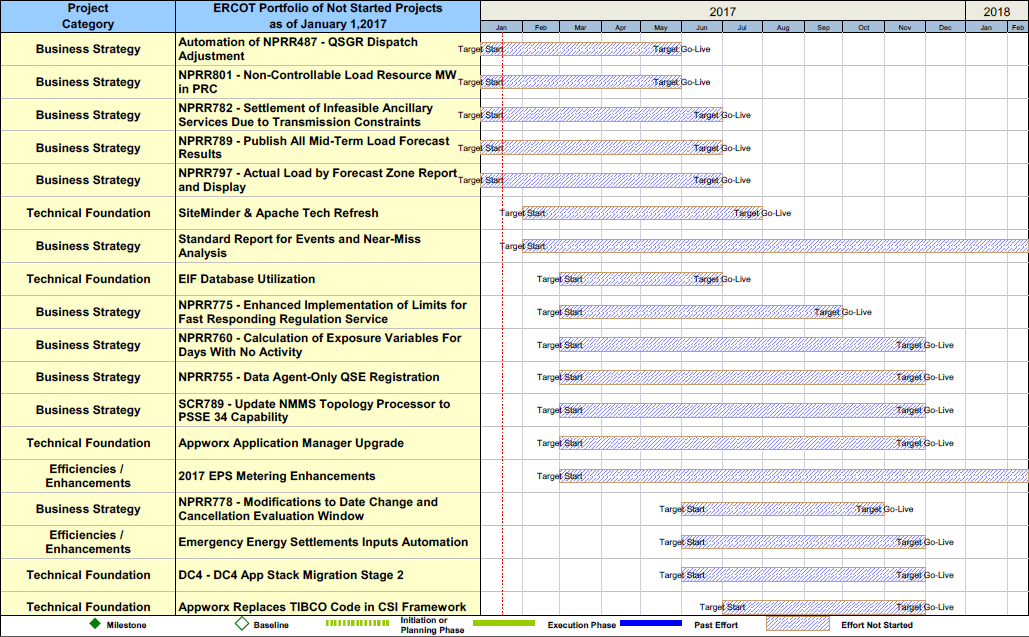 Project
Category
ERCOT Portfolio of Not Started Projects
as of January 1,2017
2017
2018
Jan Feb Mar Apr May Jun Jul Aug Sep Oct Nov Dec Jan Feb
Business Strategy
Automation of NPRR487 - QSGR Dispatch
Adjustment
Target Start
Target Go-Live
Business Strategy
NPRR801 - Non-Controllable Load Resource MW
in PRC
Target Start
Target Go-Live
Business Strategy
NPRR782 - Settlement of Infeasible Ancillary
Services Due to Transmission Constraints
Target Start
Target Go-Live
Business Strategy
NPRR789 - Publish All Mid-Term Load Forecast
Results
Target Start
Target Go-Live
Business Strategy
NPRR797 - Actual Load by Forecast Zone Report
and Display
Target Start
Target Go-Live
Technical Foundation
SiteMinder & Apache Tech Refresh
Target Start
Target Go-Live
Business Strategy
Standard Report for Events and Near-Miss
Analysis
Target Start
Technical Foundation
EIF Database Utilization
Target Start
Target Go-Live
Business Strategy
NPRR775 - Enhanced Implementation of Limits for
Fast Responding Regulation Service
Target Start
Target Go-Live
Business Strategy
NPRR760 - Calculation of Exposure Variables For
Days With No Activity
Target Start
Target Go-Live
Business Strategy
NPRR755 - Data Agent-Only QSE Registration
Target Start
Target Go-Live
Business Strategy
SCR789 - Update NMMS Topology Processor to
PSSE 34 Capability
Target Start
Target Go-Live
Technical Foundation
Appworx Application Manager Upgrade
Target Start
Target Go-Live
Efficiencies /
Enhancements
2017 EPS Metering Enhancements
Target Start
Business Strategy
NPRR778 - Modifications to Date Change and
Cancellation Evaluation Window
Target Start
Target Go-Live
Efficiencies /
Enhancements
Emergency Energy Settlements Inputs Automation
Target Start
Target Go-Live
Technical Foundation
DC4 - DC4 App Stack Migration Stage 2
Target Start
Target Go-Live
Technical Foundation
Appworx Replaces TIBCO Code in CSI Framework
Target Start
Target Go-Live
Milestone
Baseline
Initiation or
Planning Phase
Execution Phase
Past Effort
Effort Not Started